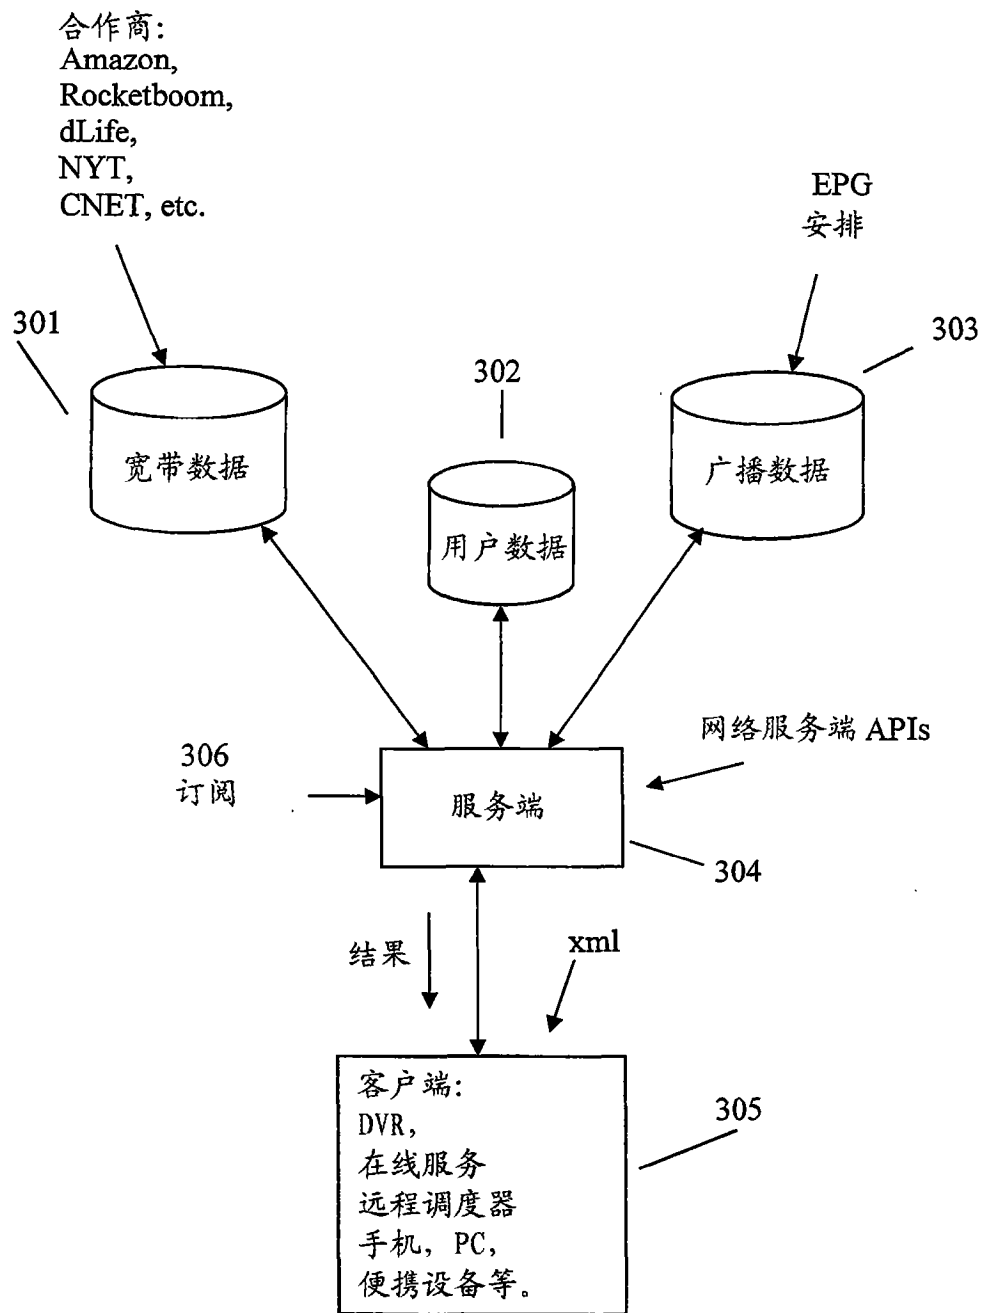 合作商:
Amazon,
Rocketboom,
dLife,
NYT,
CNET, etc.
EPG
安排
301
302
303
宽带数据
用户数据
广播数据
306
订阅
服务端
网络服务端 APIs
304
结果
xml
客户端:
DVR,
在线服务
远程调度器
手机, PC,
便携设备等。
305